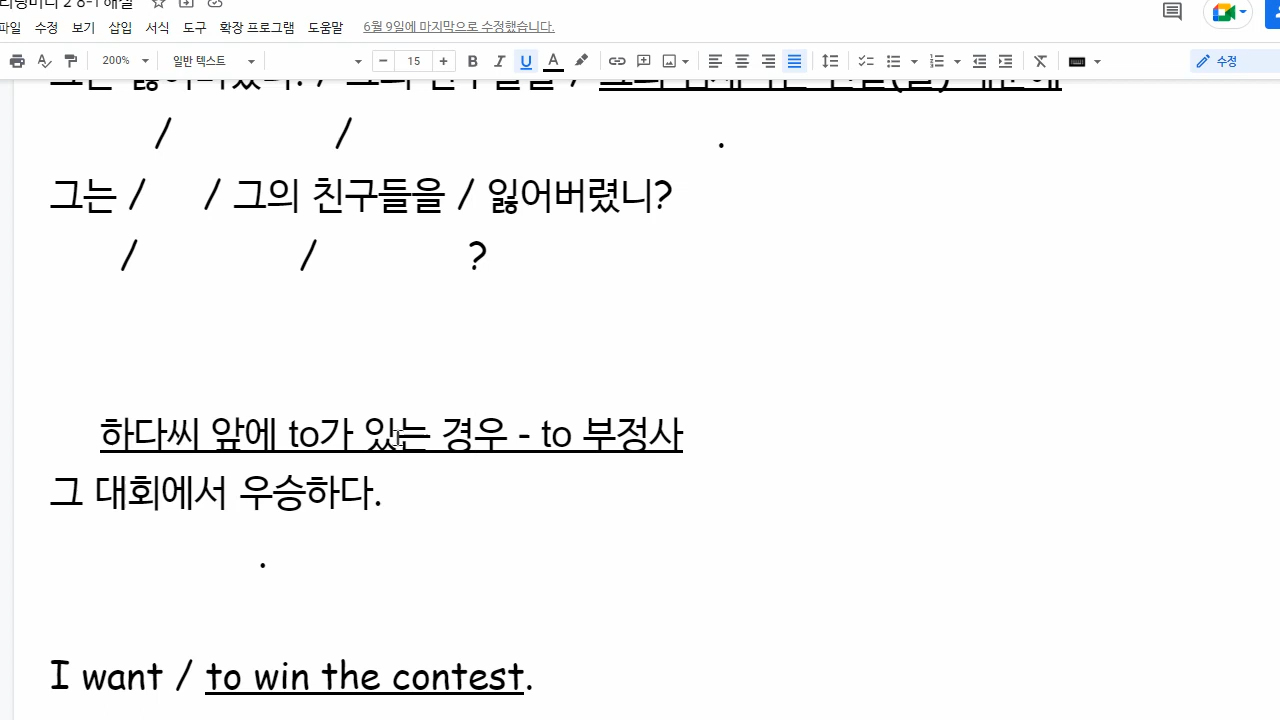 파일 수정 보기 삽입 서식 도구 확장 프로그램 도움말 6월 9일에 마지막으로 수정했습니다.
200% 일반 텍스트 - 15 + B I U A 수정
/ / .
그는 / / 그의 친구들을 / 잃어버렸니?
/ / ?
하다씨 앞에 to가 있는 경우 - to 부정사
그 대회에서 우승하다.
.
I want / to win the contest.